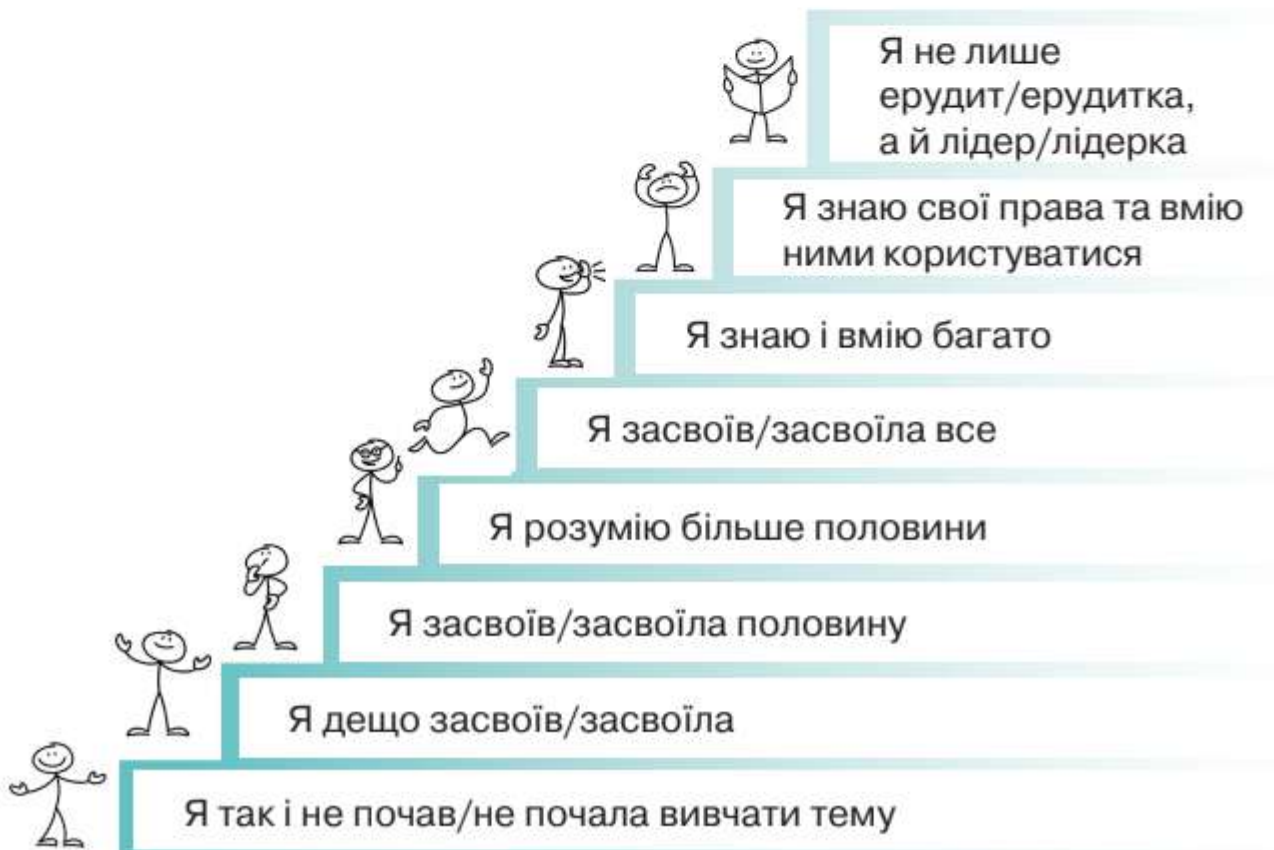 Я не лише
ерудит/ерудитка,
а й лідер/лідерка
Я знаю свої права та вмію
ними користуватися
Я знаю і вмію багато
Я засвоїв/засвоїла все
Я розумію більше половини
Я засвоїв/засвоїла половину
Я дещо засвоїв/засвоїла
Я так і не почав/не почала вивчати тему